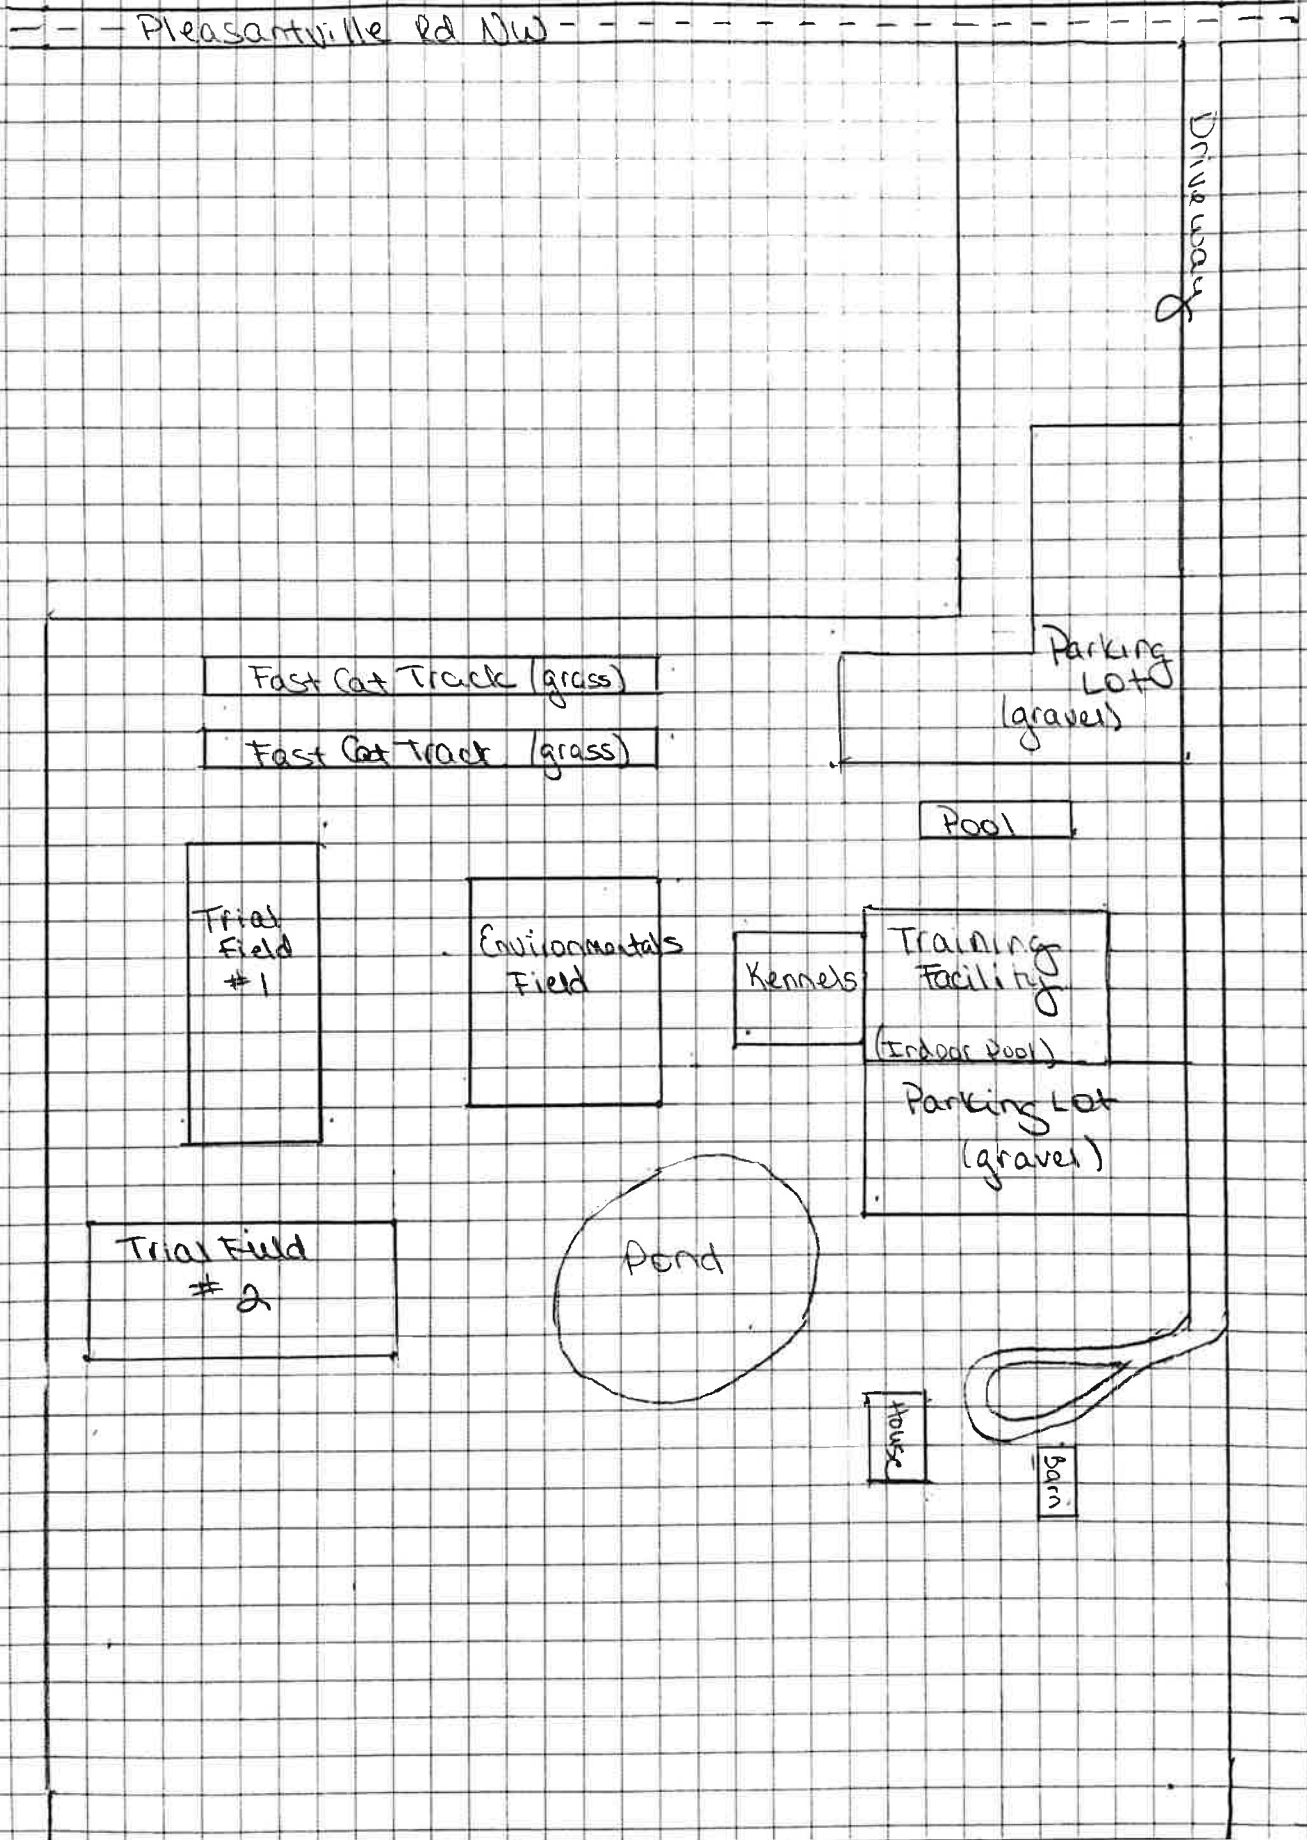 Pleasantville Rd NW
Driveway
Parking
Lot
(gravel)
Fast Cat Track (grass)
Fast Cat Track (grass)
Pool
Trial
Field
#1
Environmentals
Field
Kennels
Training
Facility
(Indoor Pool)
Parking Lot
(gravel)
Trial Field
# 2
Pond
House
Barn